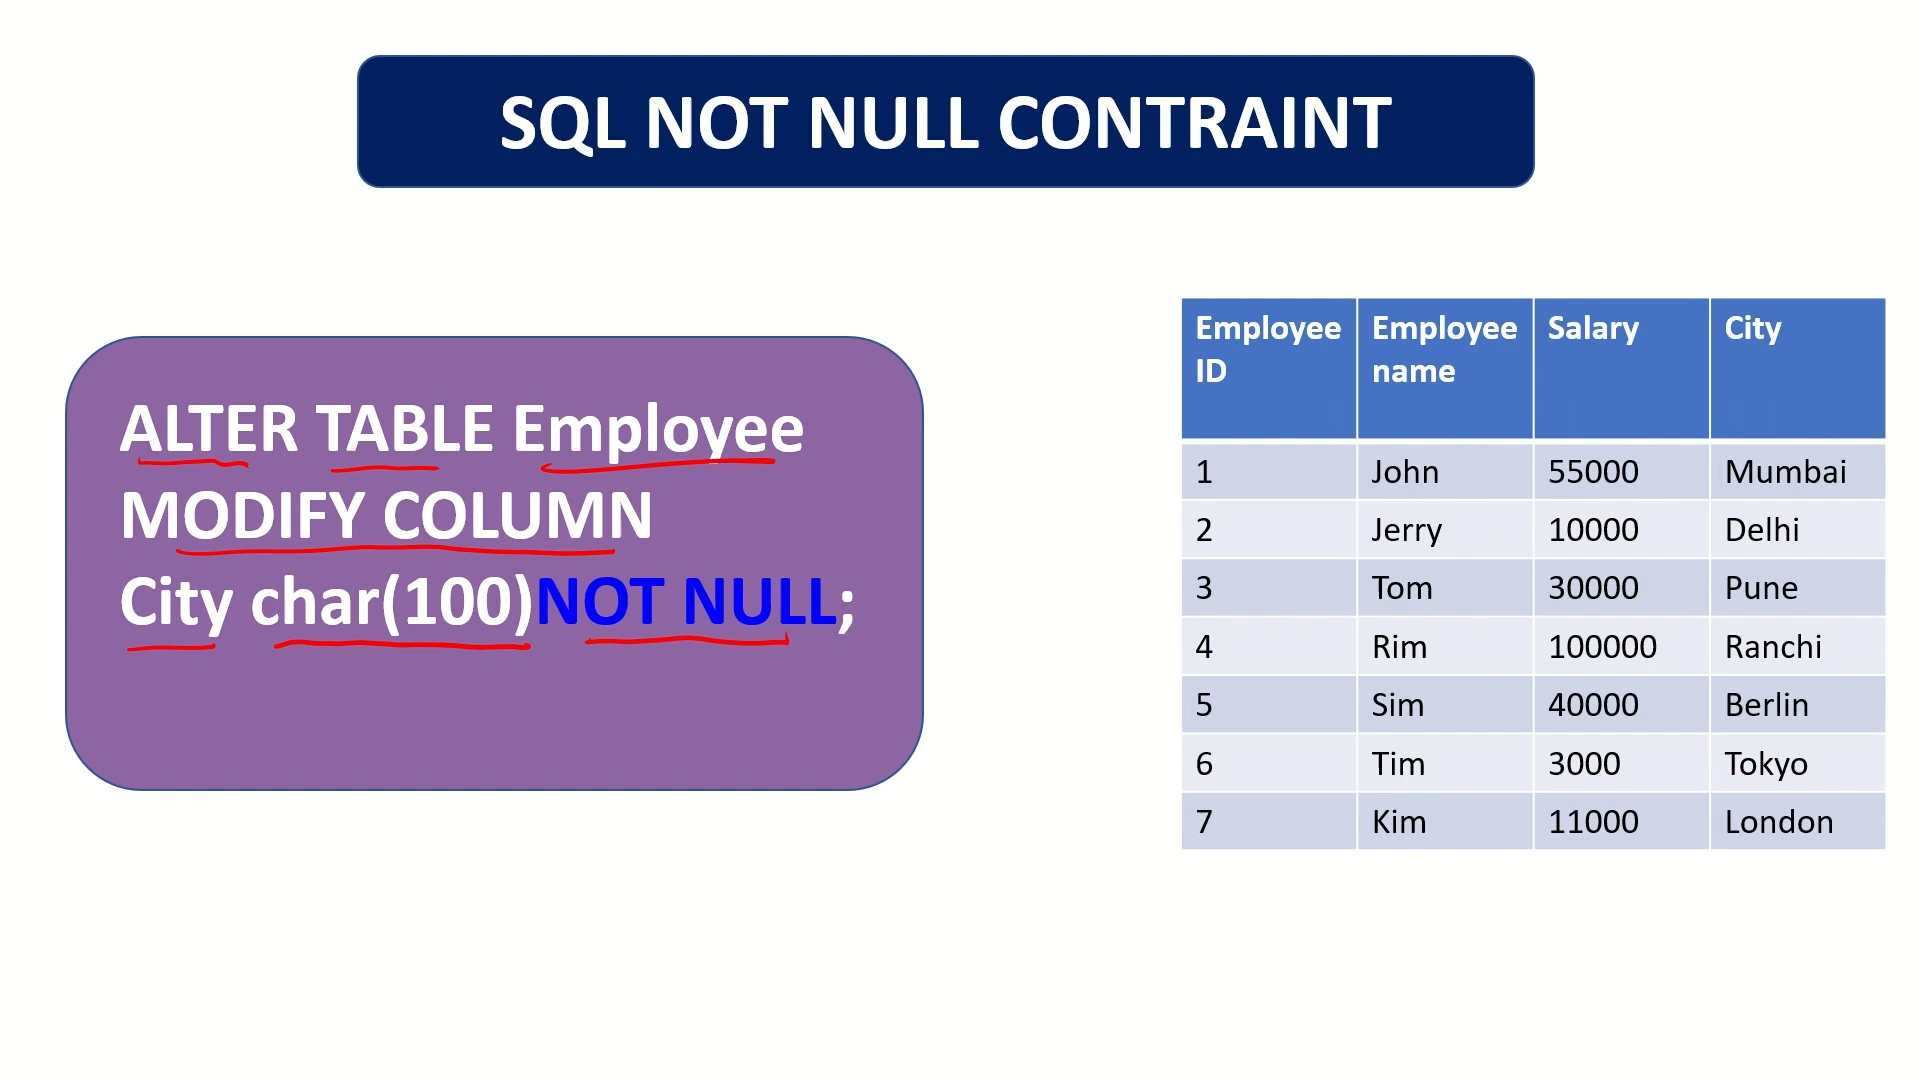 SQL NOT NULL CONTRAINT
ALTER TABLE Employee
MODIFY COLUMN
City char(100)NOT NULL;
Employee ID Employee name Salary City
1 John 55000 Mumbai
2 Jerry 10000 Delhi
3 Tom 30000 Pune
4 Rim 100000 Ranchi
5 Sim 40000 Berlin
6 Tim 3000 Tokyo
7 Kim 11000 London